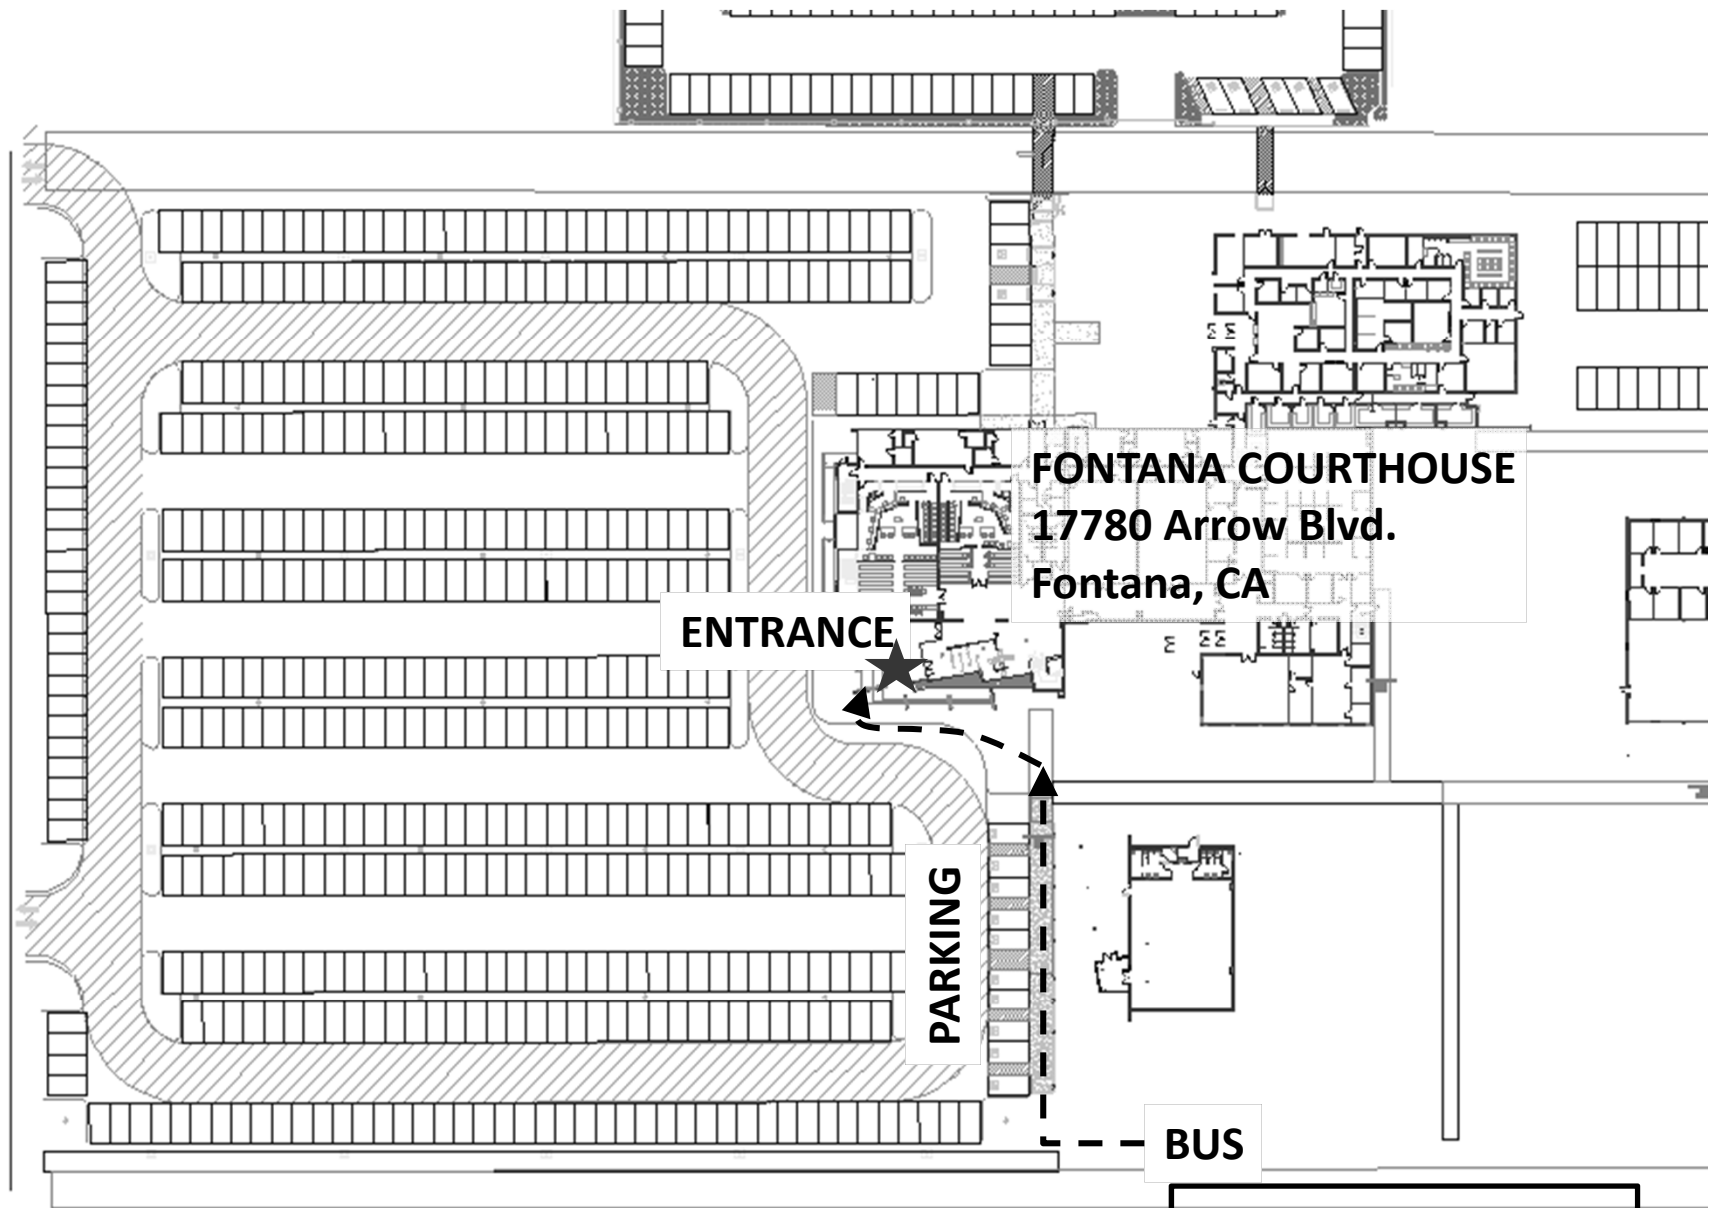 FONTANA COURTHOUSE
17780 Arrow Blvd.
Fontana, CA
ENTRANCE
PARKING
BUS